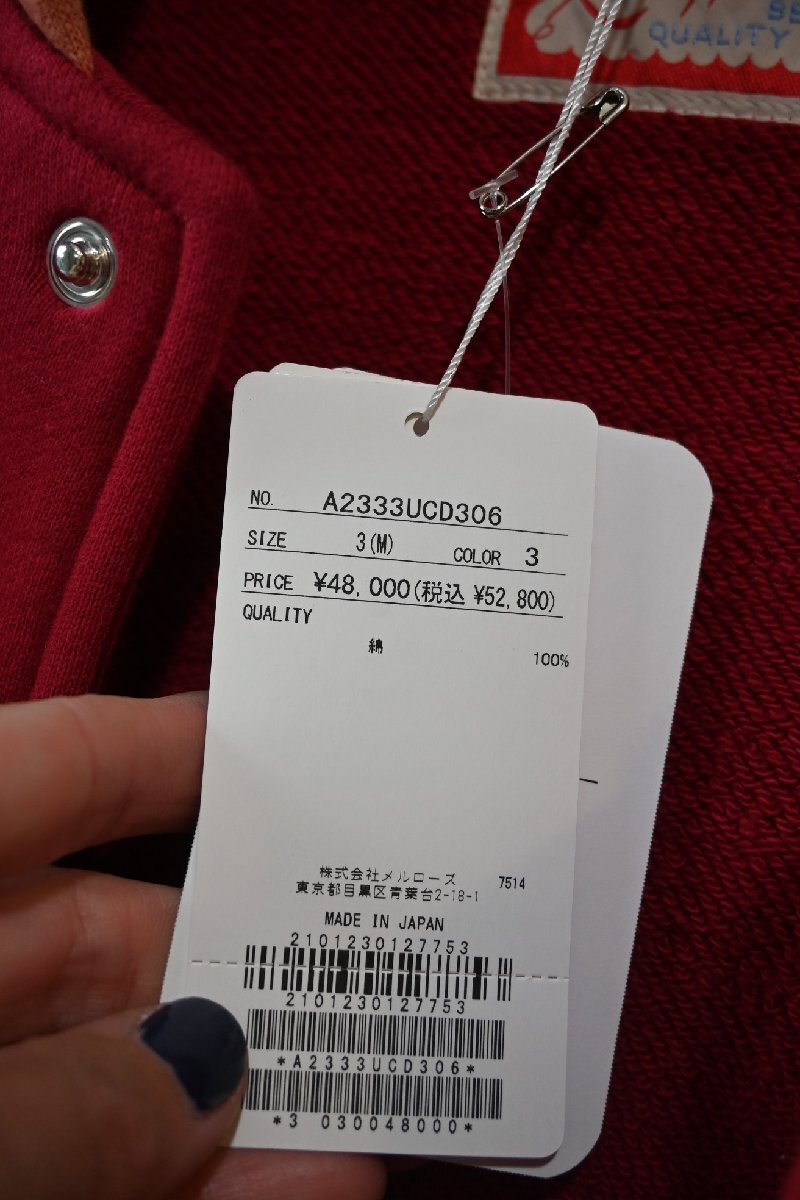 QUALITY
NO. A2333UCD306
SIZE 3(M) COLOR 3
PRICE ¥48,000(税込 ¥52,800)
QUALITY
綿 100%
株式会社メルローズ 7514
東京都目黒区青葉台2-18-1
MADE IN JAPAN
2101230127753
2101230127753
*A2333UCD306*
*3 030048000*